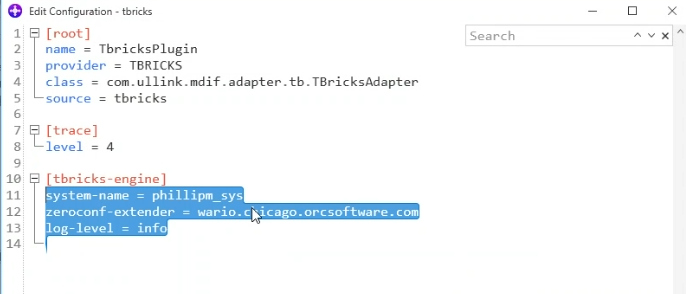 Edit Configuration - tbricks
Search
1 [root]
2 name = TbricksPlugin
3 provider = TBRICKS
4 class = com.ullink.mdif.adapter.tb.TBricksAdapter
5 source = tbricks
6
7 [trace]
8 level = 4
9
10 [tbricks-engine]
11 system-name = phillipm_sys
12 zeroconf-extender = wario.chicago.orcsoftware.com
13 log-level = info
14